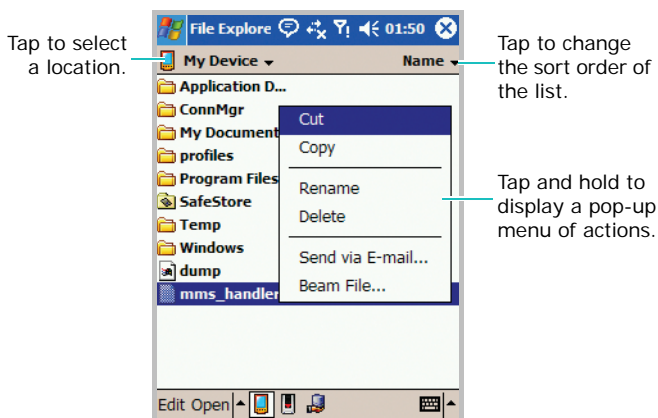 File Explore 01:50
Tap to select
a location.
My Device
Name
Tap to change
the sort order of
the list.
Application D...
ConnMgr
My Document
profiles
Program Files
SafeStore
Temp
Windows
dump
mms_handler
Cut
Copy
Rename
Delete
Send via E-mail...
Beam File...
Tap and hold to
display a pop-up
menu of actions.
Edit Open